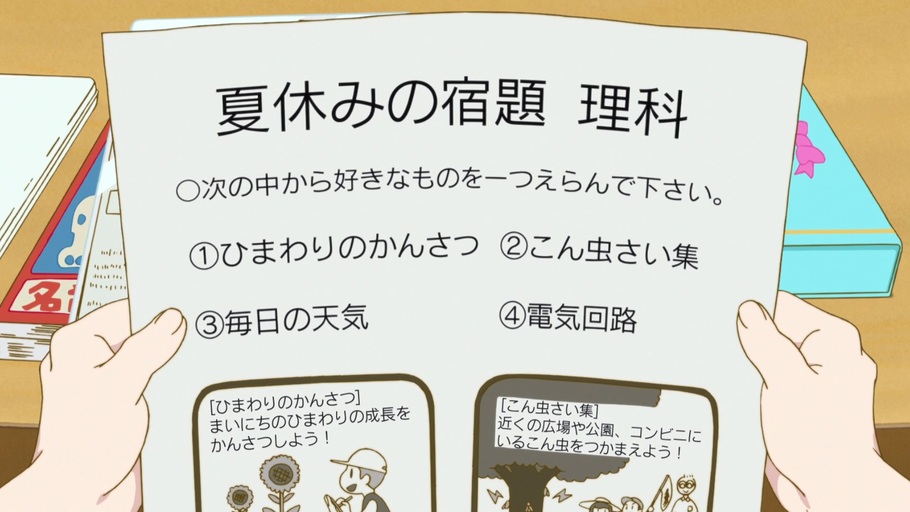 夏休みの宿題 理科
○次の中から好きなものを一つえらんで下さい。
①ひまわりのかんさつ ②こん虫さい集
③毎日の天気 ④電気回路
[ひまわりのかんさつ]
まいにちのひまわりの成長を
かんさつしよう！
[こん虫さい集]
近くの広場や公園、コンビニに
いるこん虫をつかまえよう！
名